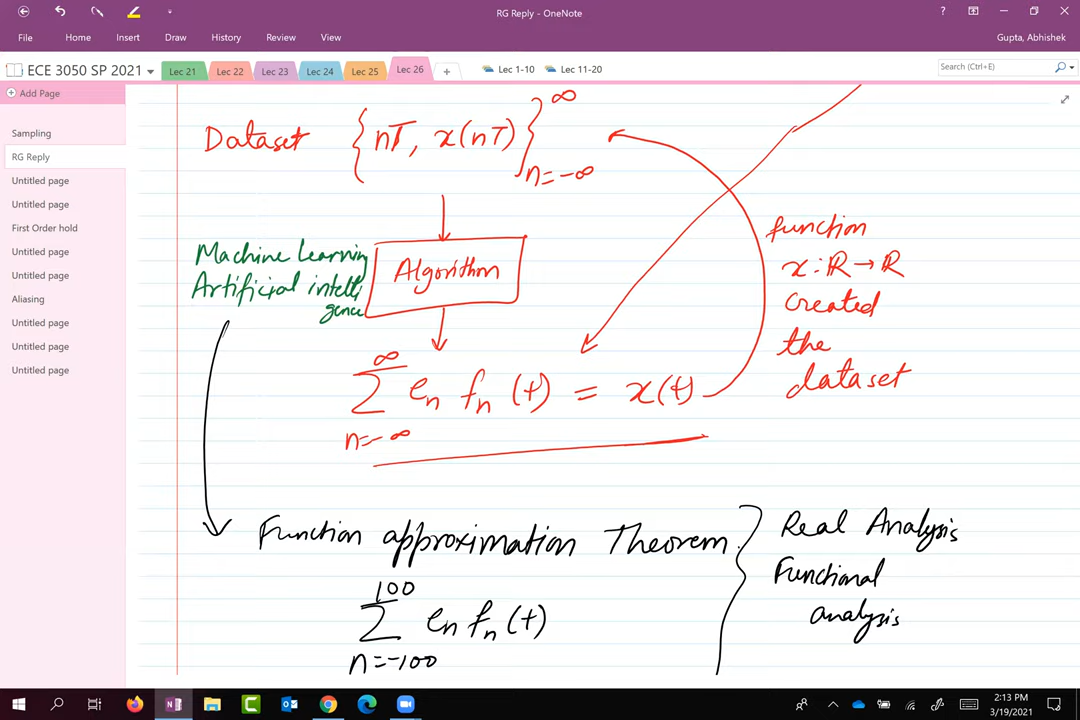 RG Reply - OneNote
?
File Home Insert Draw History Review View
Gupta, Abhishek
ECE 3050 SP 2021
Lec 21 Lec 22 Lec 23 Lec 24 Lec 25 Lec 26 + Lec 1-10 Lec 11-20
Search (Ctrl+E)
Add Page
Sampling
RG Reply
Untitled page
Untitled page
First Order hold
Untitled page
Untitled page
Aliasing
Untitled page
Untitled page
Untitled page
Dataset { nT, x(nT) }
∞
n=-∞
Machine Learning
Artificial intelli
gence
Algorithm
∞
∑ en fn (t) = x(t)
n=-∞
function
x : ℝ → ℝ
created
the
dataset
Function approximation Theorem.
100
∑ en fn (t)
n=-100
Real Analysis
Functional
analysis
2:13 PM
3/19/2021